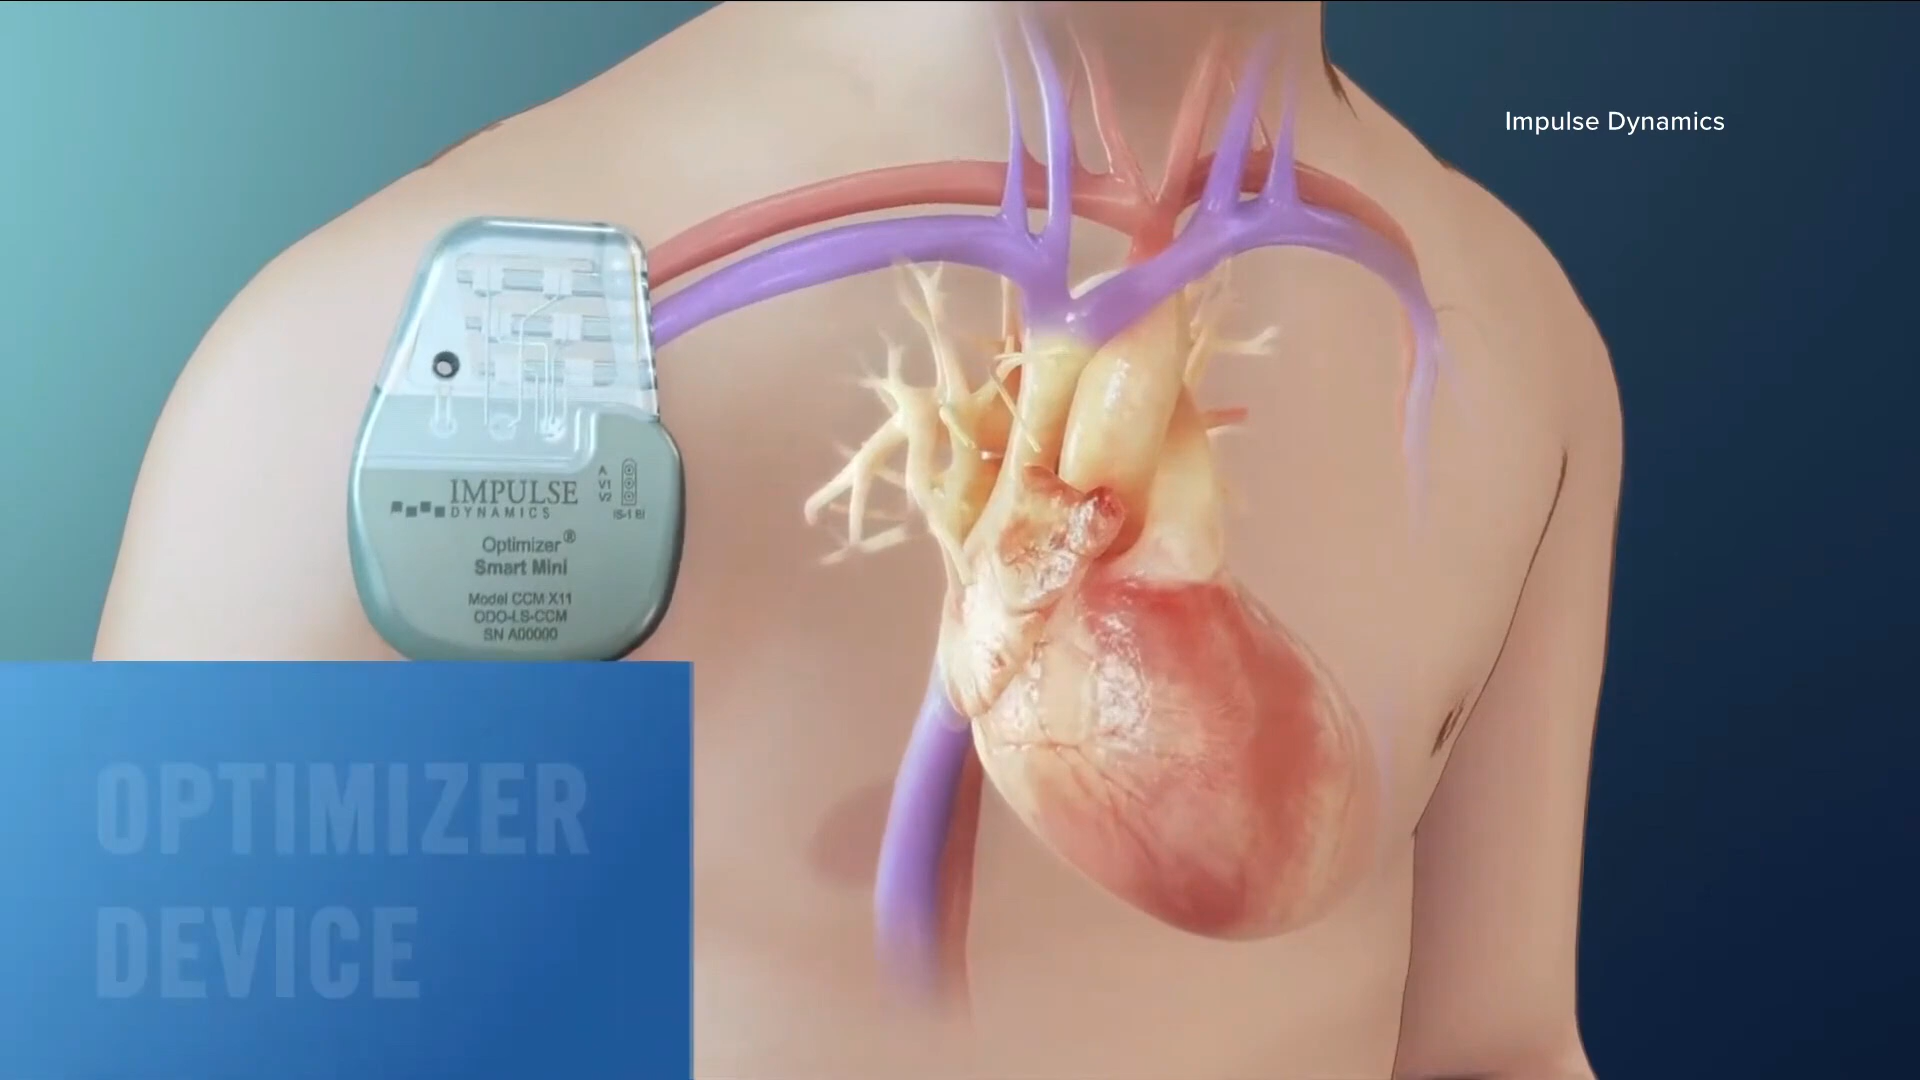 Impulse Dynamics
A
V1
V2
IS-1 BI
IMPULSE
DYNAMICS
Optimizer®
Smart Mini
Model CCM X11
ODO-LS-CCM
SN A00000
OPTIMIZER
DEVICE